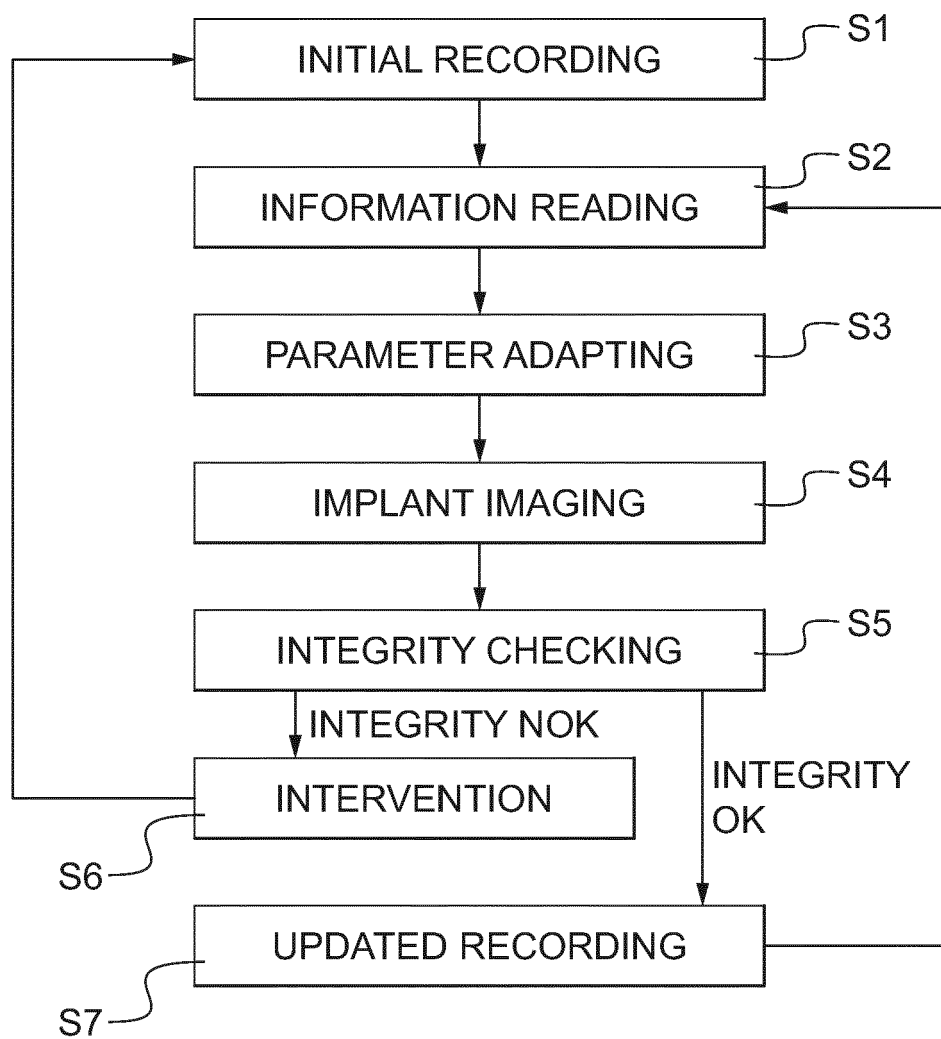 INITIAL RECORDING
S1
INFORMATION READING
S2
PARAMETER ADAPTING
S3
IMPLANT IMAGING
S4
INTEGRITY CHECKING
S5
INTEGRITY NOK
INTEGRITY
OK
INTERVENTION
S6
UPDATED RECORDING
S7